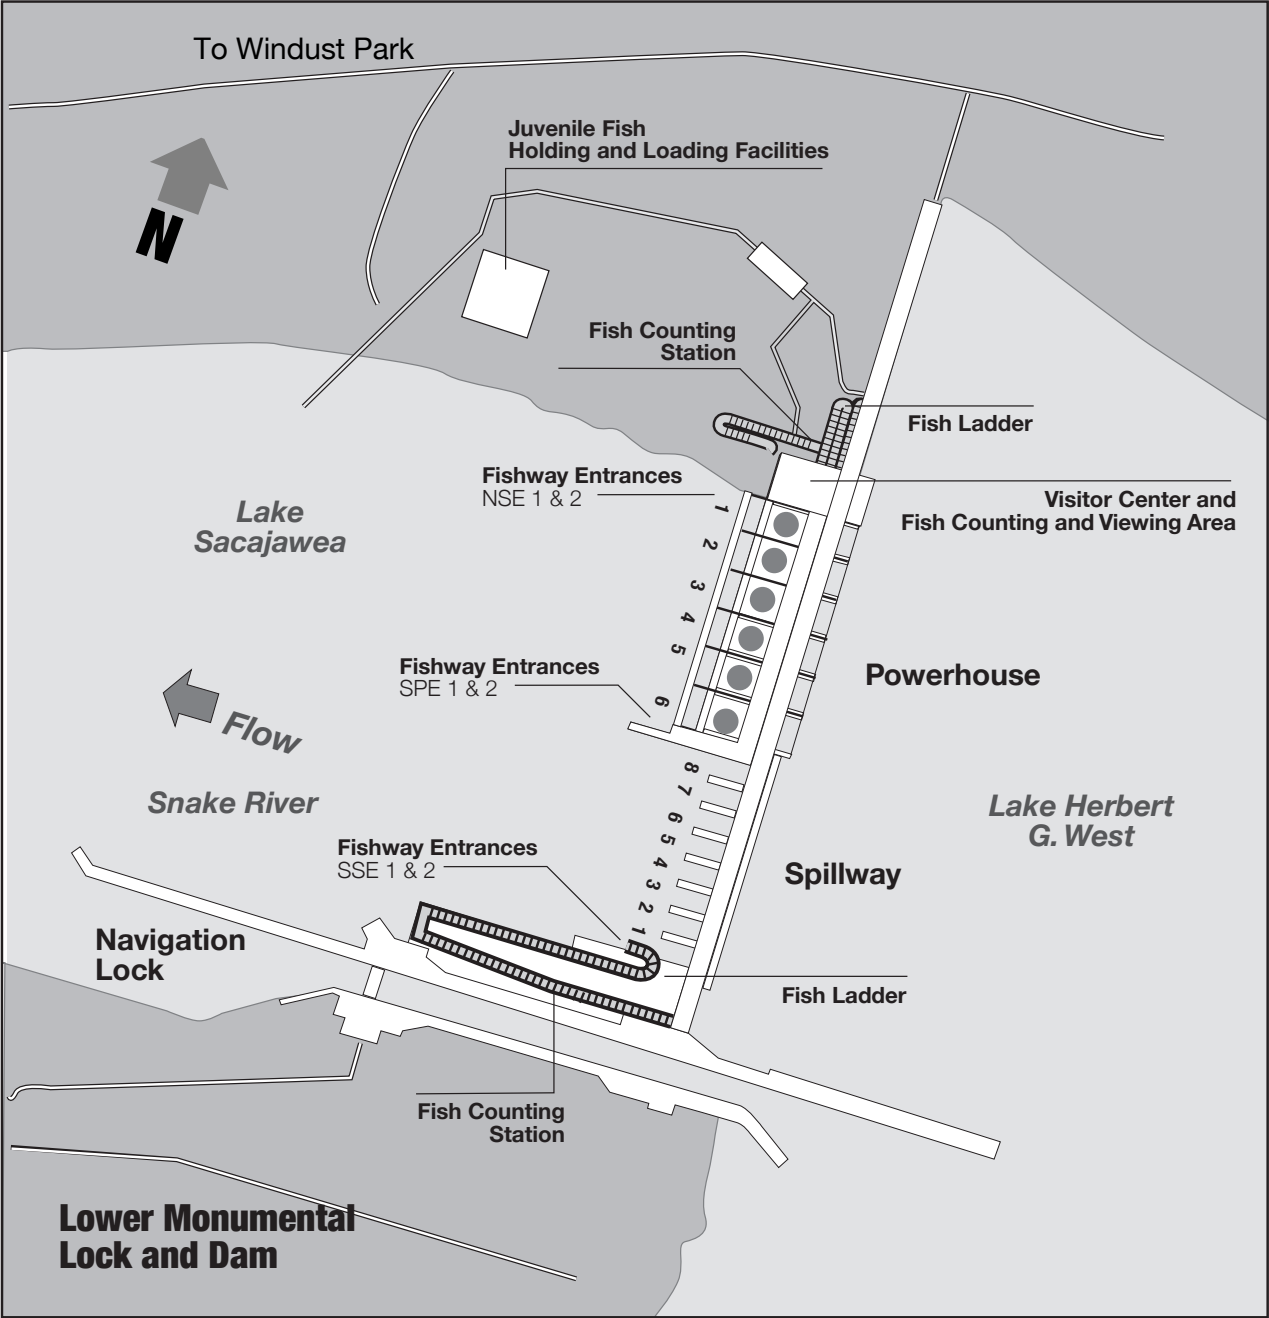 To Windust Park
Juvenile Fish
Holding and Loading Facilities
N
Fish Counting
Station
Fish Ladder
Fishway Entrances
NSE 1 & 2
Visitor Center and
Fish Counting and Viewing Area
Lake
Sacajawea
1
2
3
4
5
6
Fishway Entrances
SPE 1 & 2
Powerhouse
Flow
Snake River
Lake Herbert
G. West
8
7
6
5
4
3
2
1
Fishway Entrances
SSE 1 & 2
Spillway
Navigation
Lock
Fish Ladder
Fish Counting
Station
Lower Monumental
Lock and Dam